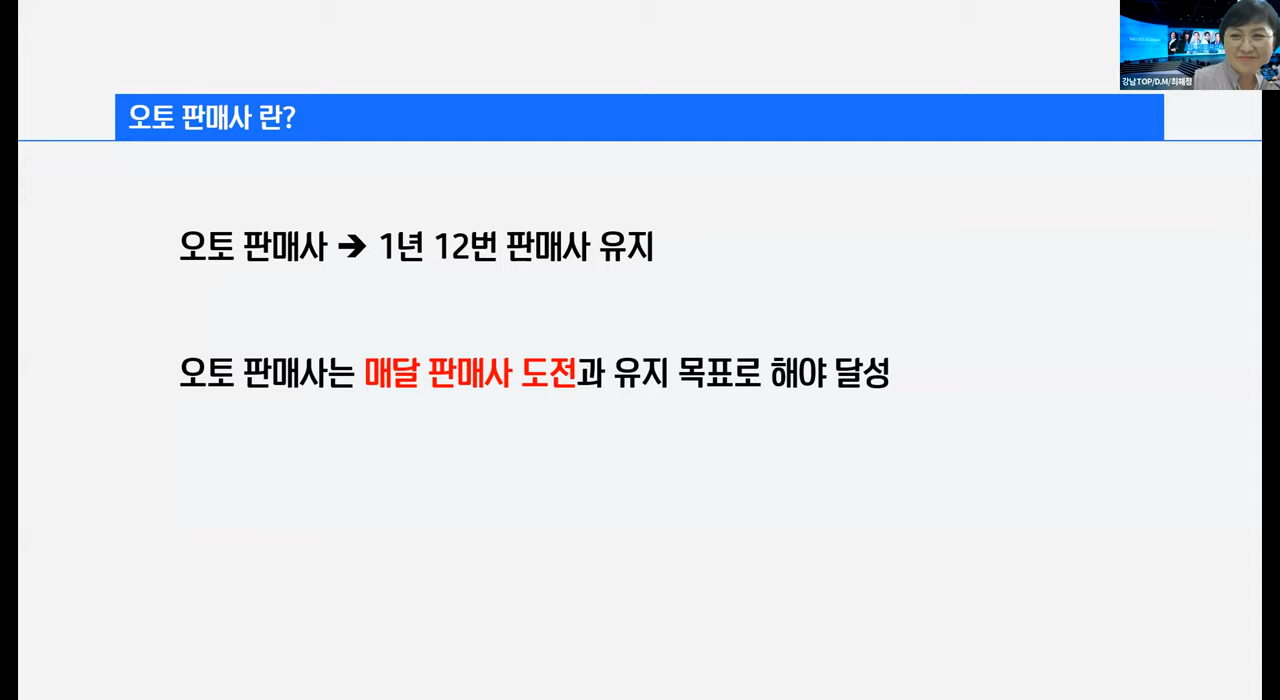 강남TOP/D.M/최해정
오토 판매사 란?
오토 판매사 ➔ 1년 12번 판매사 유지
오토 판매사는 매달 판매사 도전과 유지 목표로 해야 달성